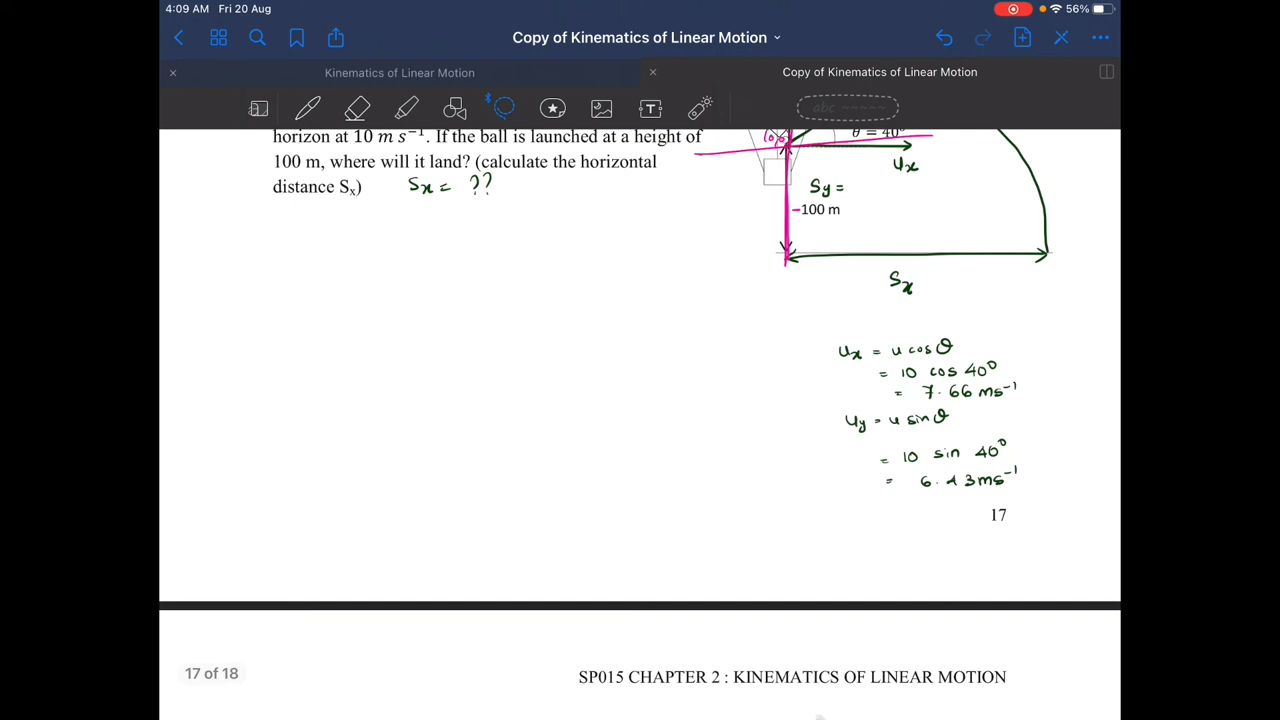 4:09 AM Fri 20 Aug
56%
Copy of Kinematics of Linear Motion
Kinematics of Linear Motion
Copy of Kinematics of Linear Motion
abc
T
horizon at 10 m s⁻¹. If the ball is launched at a height of
100 m, where will it land? (calculate the horizontal
distance Sₓ)
Sx = ??
θ = 40°
ux
Sy =
-100 m
Sx
ux = u cos θ
= 10 cos 40°
= 7.66 ms⁻¹
uy = u sin θ
= 10 sin 40°
= 6.43 ms⁻¹
17
17 of 18
SP015 CHAPTER 2 : KINEMATICS OF LINEAR MOTION